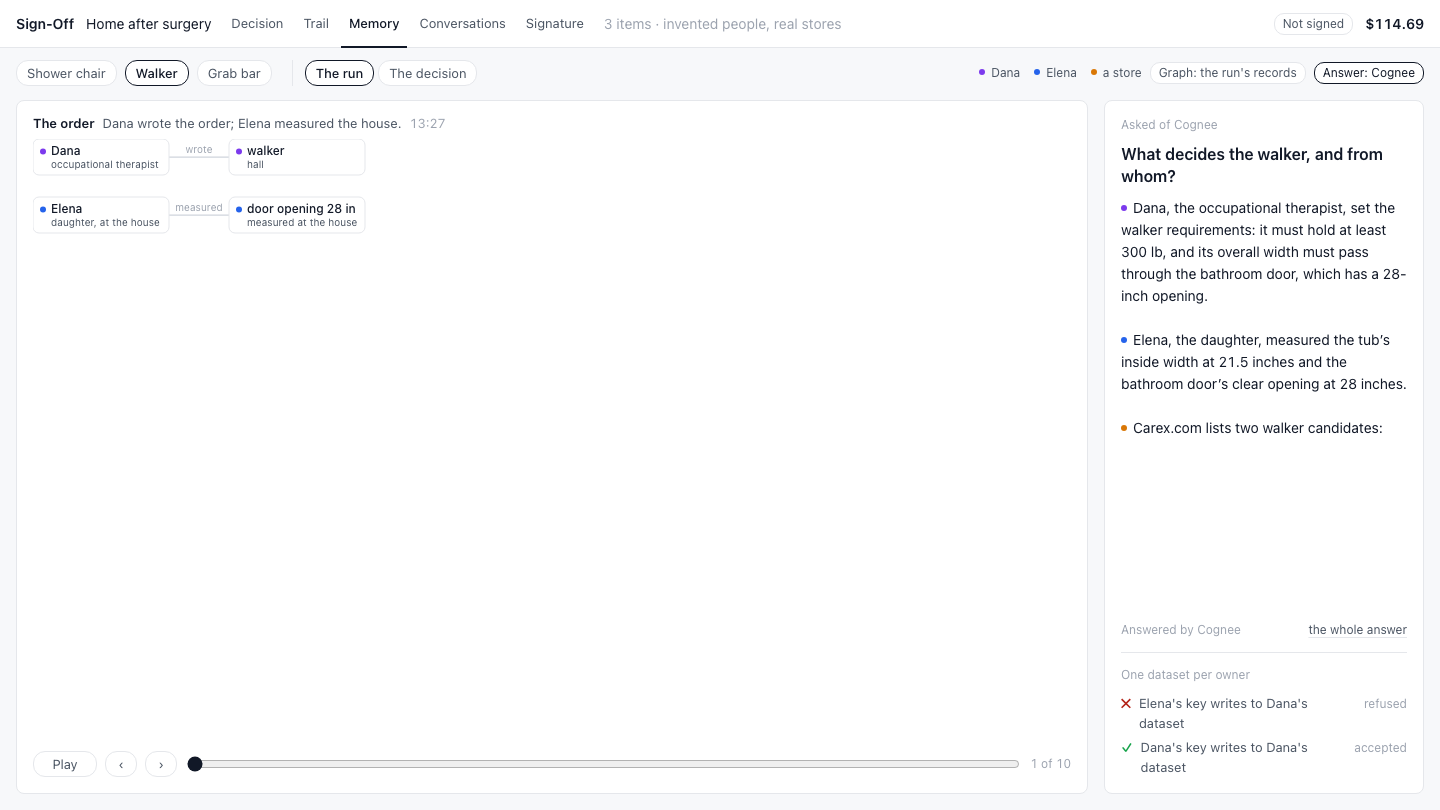 Sign-Off Home after surgery Decision Trail Memory Conversations Signature 3 items · invented people, real stores Not signed $114.69
Shower chair Walker Grab bar The run The decision Dana Elena a store Graph: the run's records Answer: Cognee
The order Dana wrote the order; Elena measured the house. 13:27
Dana wrote walker
occupational therapist hall
Elena measured door opening 28 in
daughter, at the house measured at the house
Play ‹ › 1 of 10
Asked of Cognee
What decides the walker, and from
whom?
Dana, the occupational therapist, set the
walker requirements: it must hold at least
300 lb, and its overall width must pass
through the bathroom door, which has a 28-
inch opening.
Elena, the daughter, measured the tub’s
inside width at 21.5 inches and the
bathroom door’s clear opening at 28 inches.
Carex.com lists two walker candidates:
Answered by Cognee the whole answer
One dataset per owner
Elena's key writes to Dana's refused
dataset
Dana's key writes to Dana's accepted
dataset